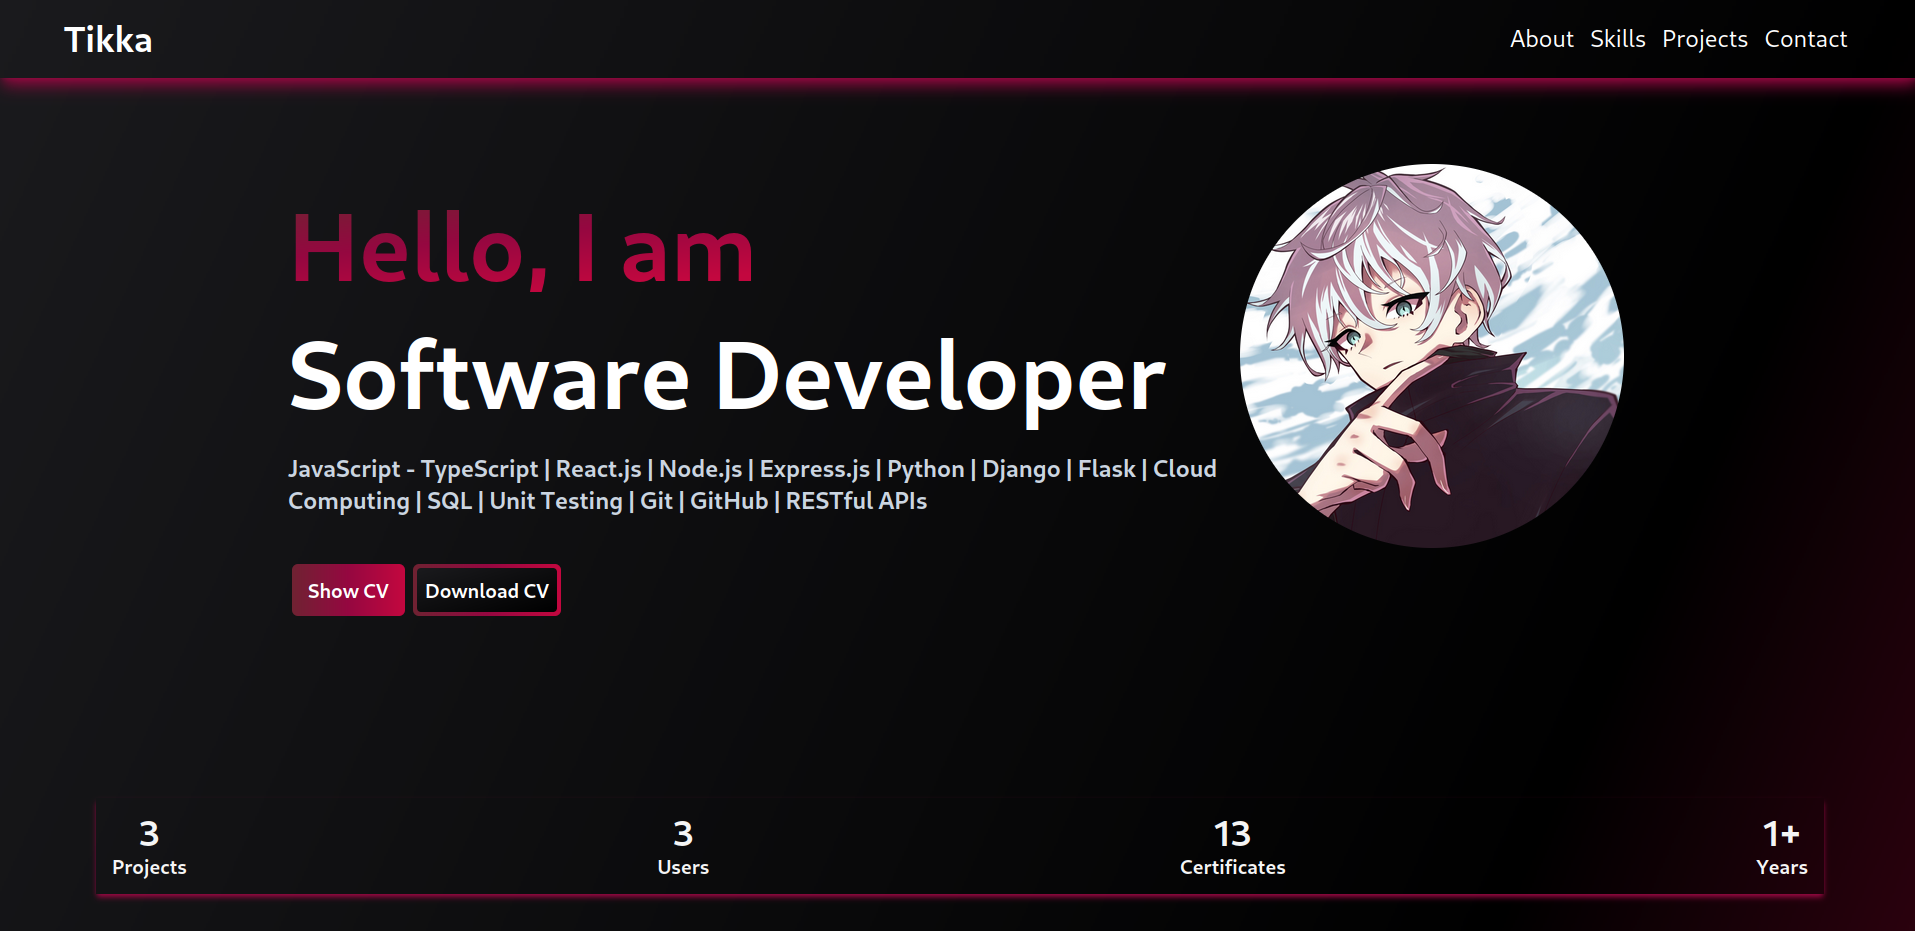 Tikka
About Skills Projects Contact
Hello, I am
Software Developer
JavaScript - TypeScript | React.js | Node.js | Express.js | Python | Django | Flask | Cloud
Computing | SQL | Unit Testing | Git | GitHub | RESTful APIs
Show CV Download CV
3
Projects
3
Users
13
Certificates
1+
Years